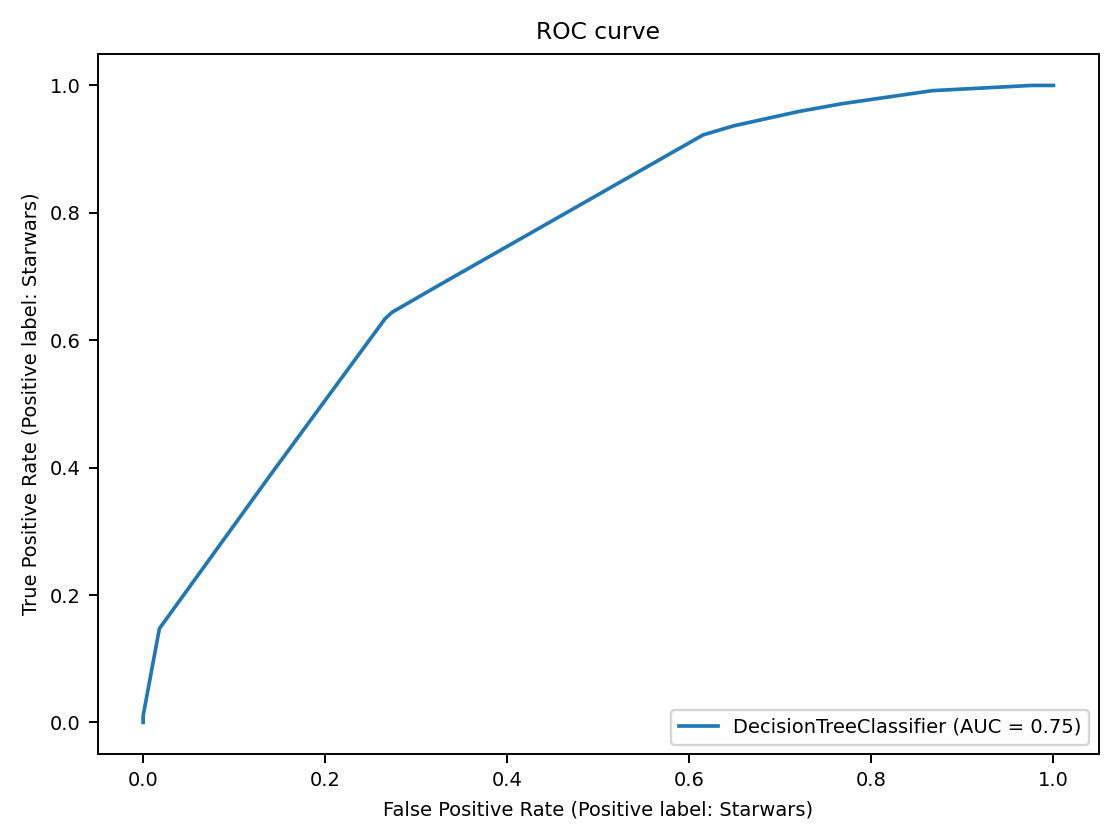 ROC curve
True Positive Rate (Positive label: Starwars)
1.0
0.8
0.6
0.4
0.2
0.0
DecisionTreeClassifier (AUC = 0.75)
0.0 0.2 0.4 0.6 0.8 1.0
False Positive Rate (Positive label: Starwars)